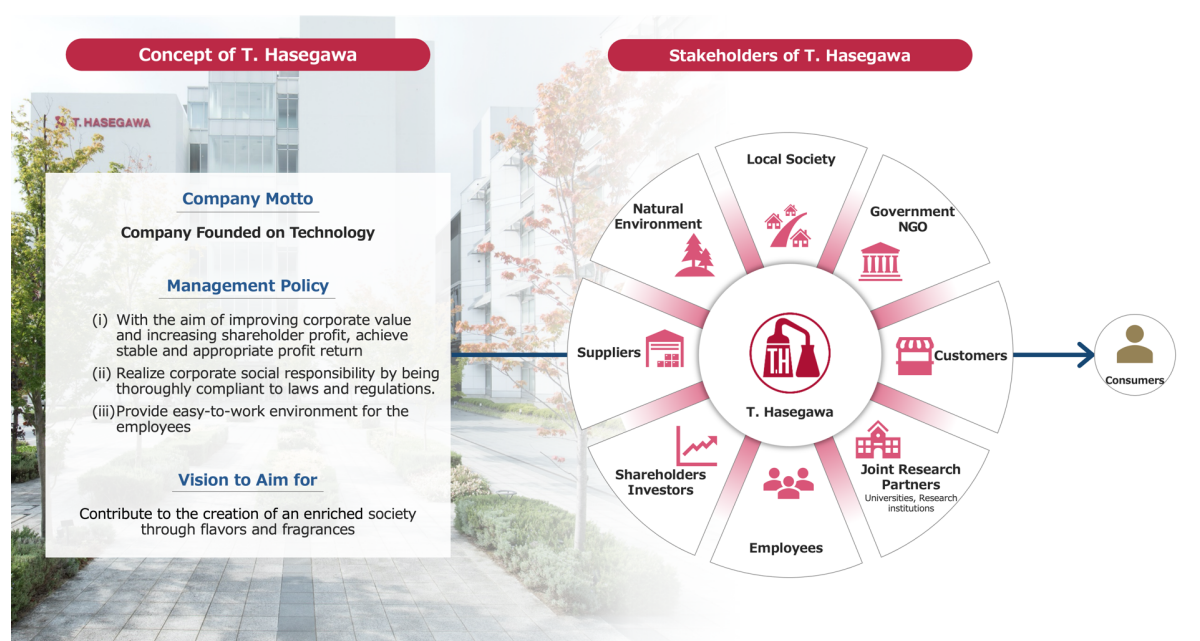 Concept of T. Hasegawa
T. HASEGAWA
Company Motto
Company Founded on Technology
Management Policy
(i) With the aim of improving corporate value
and increasing shareholder profit, achieve
stable and appropriate profit return
(ii) Realize corporate social responsibility by being
thoroughly compliant to laws and regulations.
(iii)Provide easy-to-work environment for the
employees
Vision to Aim for
Contribute to the creation of an enriched society
through flavors and fragrances
Stakeholders of T. Hasegawa
Local Society
Government
NGO
Customers
Joint Research
Partners
Universities, Research
institutions
Employees
Shareholders
Investors
Suppliers
Natural
Environment
T.H
T. Hasegawa
Consumers